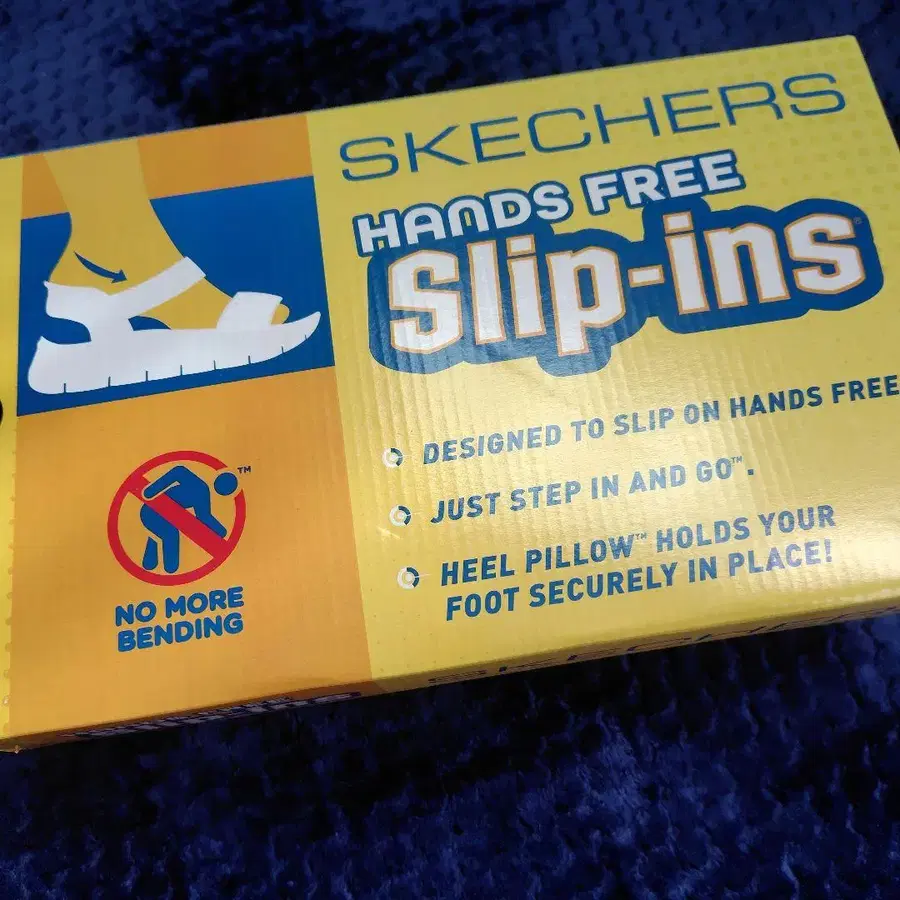 SKECHERS
HANDS FREE
Slip-ins®
DESIGNED TO SLIP ON HANDS FREE
JUST STEP IN AND GO™.
HEEL PILLOW™ HOLDS YOUR
FOOT SECURELY IN PLACE!
™
NO MORE
BENDING